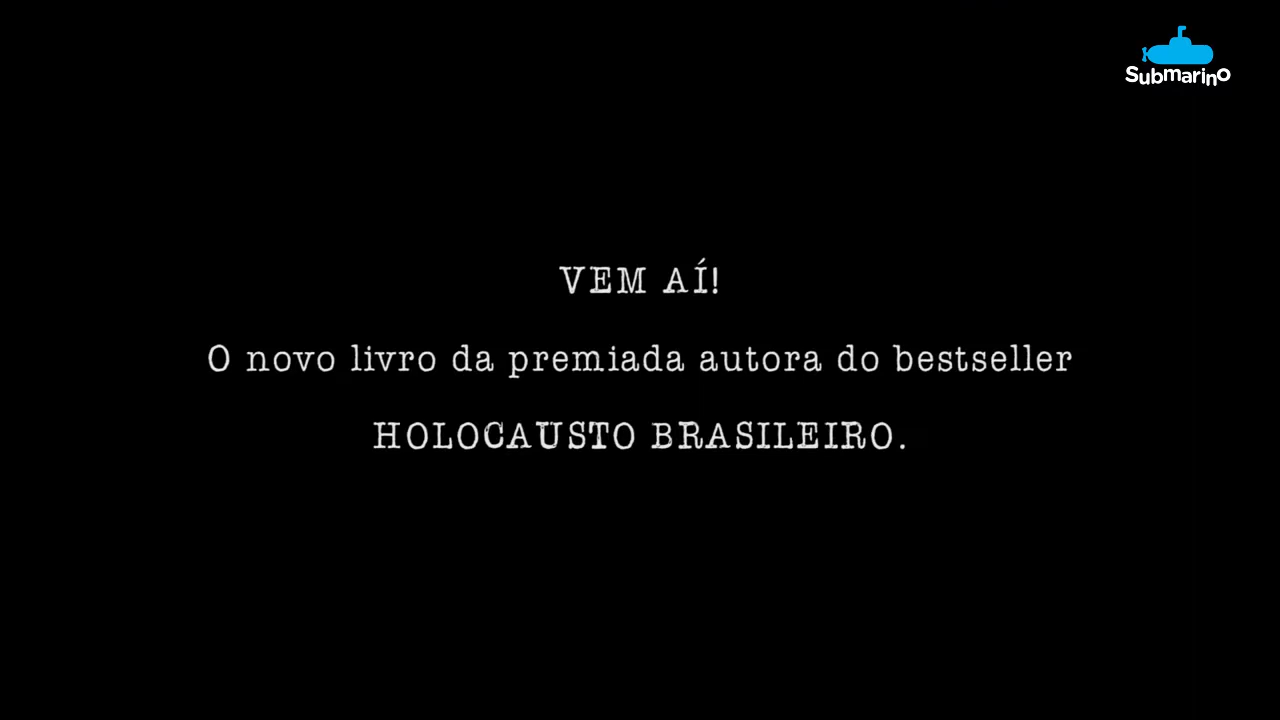 Submarino
VEM AÍ!
O novo livro da premiada autora do bestseller
HOLOCAUSTO BRASILEIRO.